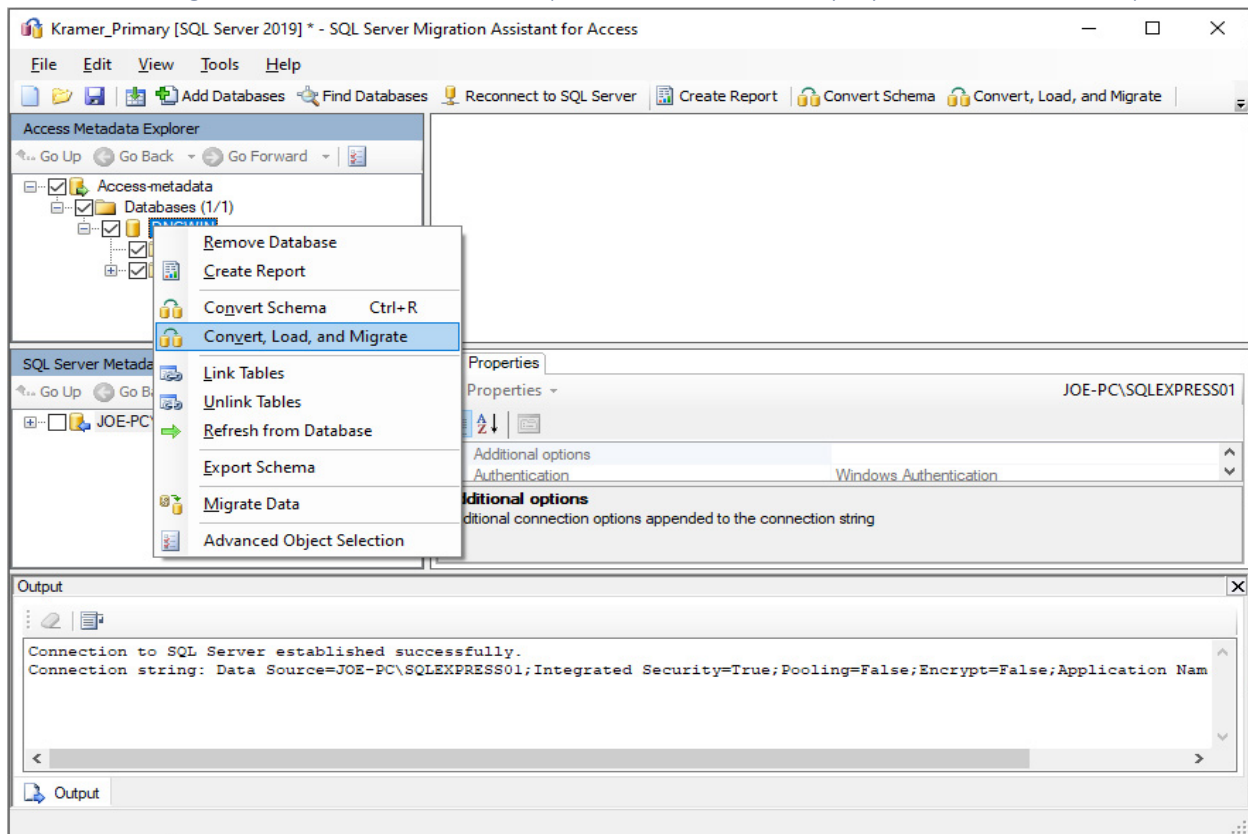 Kramer_Primary [SQL Server 2019] * - SQL Server Migration Assistant for Access
File Edit View Tools Help
Add Databases Find Databases Reconnect to SQL Server Create Report Convert Schema Convert, Load, and Migrate
Access Metadata Explorer
Go Up Go Back Go Forward
Access-metadata
Databases (1/1)
Remove Database
Create Report
Convert Schema Ctrl+R
Convert, Load, and Migrate
Link Tables
Unlink Tables
Refresh from Database
Export Schema
Migrate Data
Advanced Object Selection
SQL Server Metada
Go Up Go B
JOE-PC
Properties
Properties JOE-PC\SQLEXPRESS01
Additional options
Authentication Windows Authentication
dditional options
ditional connection options appended to the connection string
Output
Connection to SQL Server established successfully.
Connection string: Data Source=JOE-PC\SQLEXPRESS01;Integrated Security=True;Pooling=False;Encrypt=False;Application Nam
Output